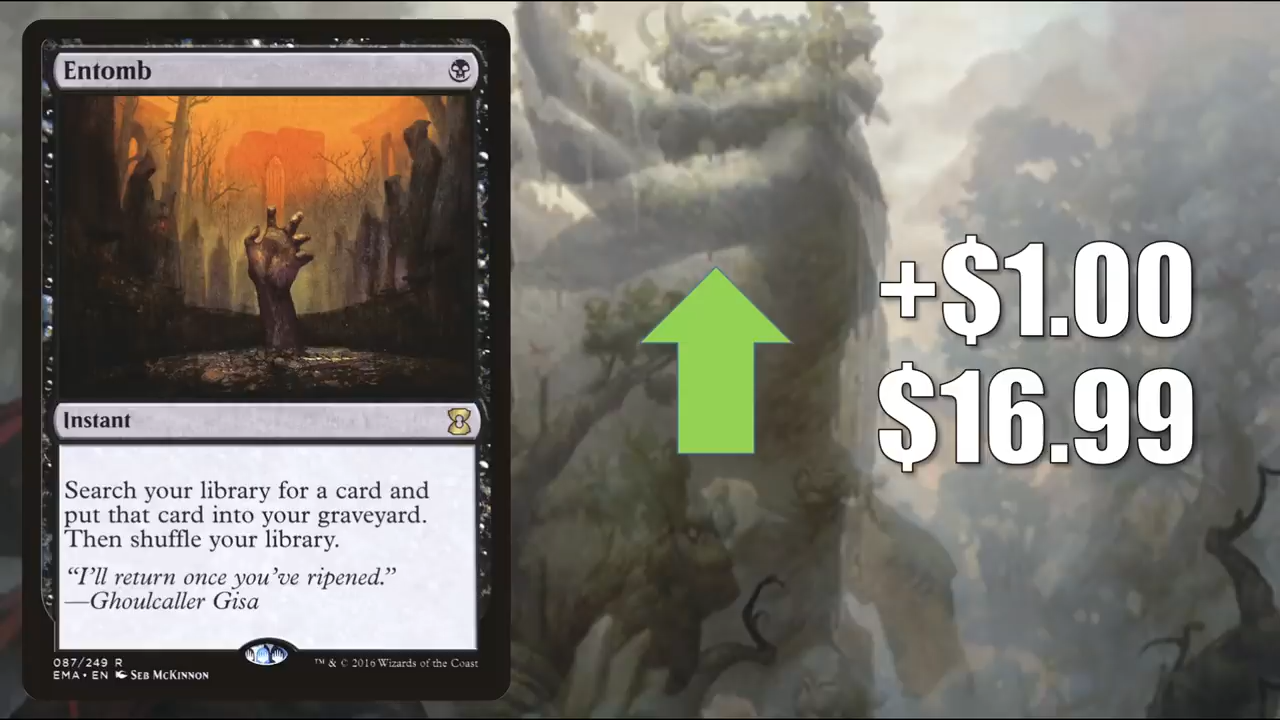 Entomb
Instant
Search your library for a card and
put that card into your graveyard.
Then shuffle your library.
“I’ll return once you’ve ripened.”
—Ghoulcaller Gisa
087/249 R
EMA • EN SEB MCKINNON
™ & © 2016 Wizards of the Coast
+$1.00
$16.99